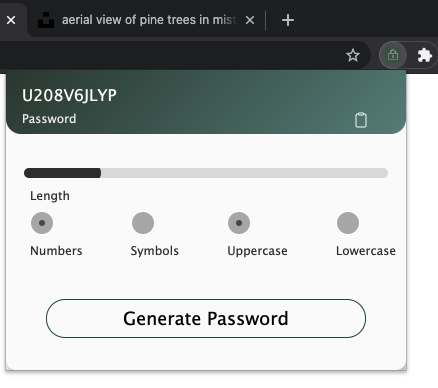 aerial view of pine trees in mist
U208V6JLYP
Password
Length
Numbers Symbols Uppercase Lowercase
Generate Password